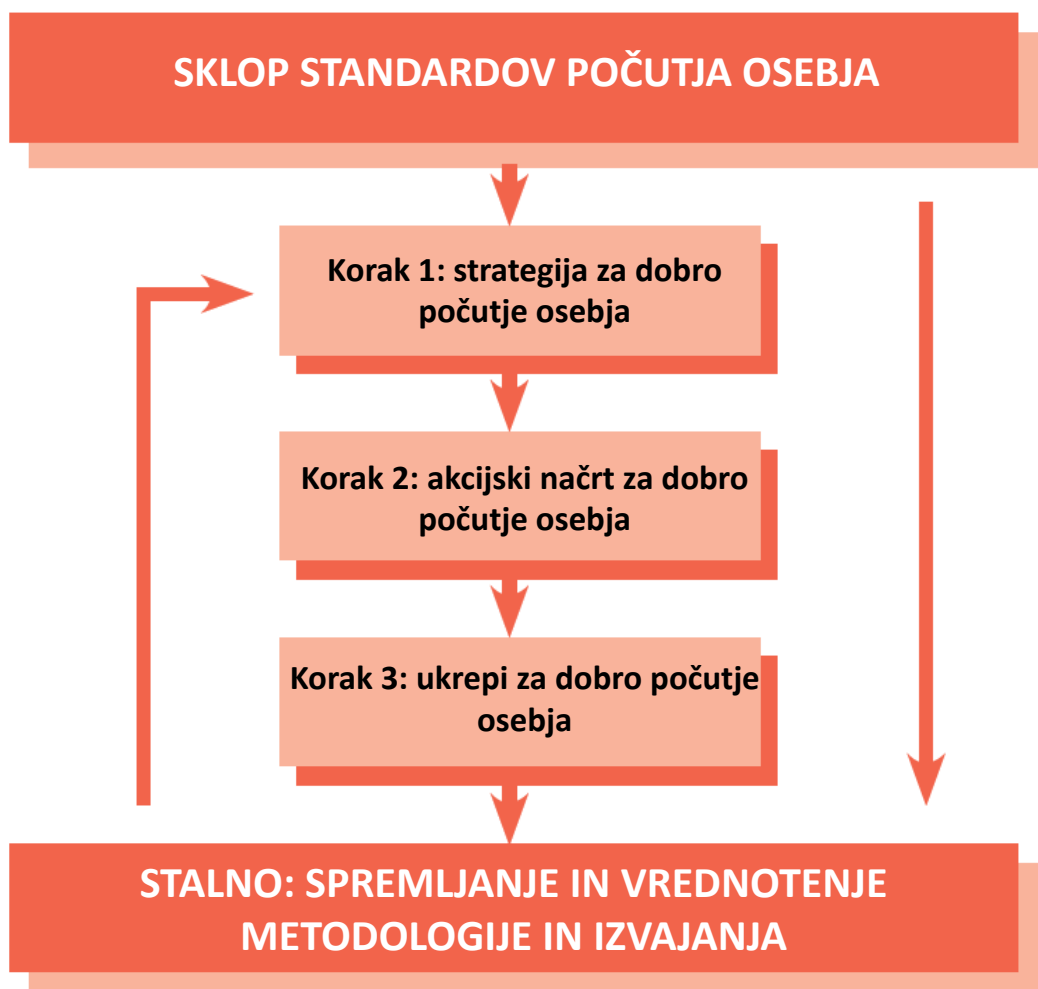 SKLOP STANDARDOV POČUTJA OSEBJA
Korak 1: strategija za dobro
počutje osebja
Korak 2: akcijski načrt za dobro
počutje osebja
Korak 3: ukrepi za dobro počutje
osebja
STALNO: SPREMLJANJE IN VREDNOTENJE
METODOLOGIJE IN IZVAJANJA